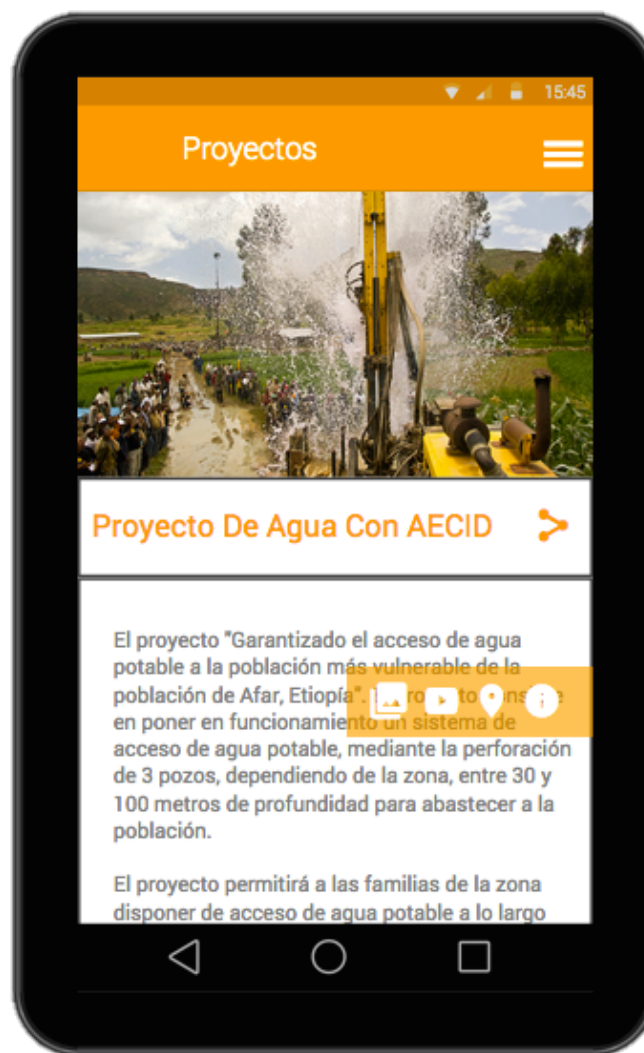 15:45
Proyectos
Proyecto De Agua Con AECID
El proyecto "Garantizado el acceso de agua
potable a la población más vulnerable de la
población de Afar, Etiopía".
en poner en funcionamiento un sistema de
acceso de agua potable, mediante la perforación
de 3 pozos, dependiendo de la zona, entre 30 y
100 metros de profundidad para abastecer a la
población.
El proyecto permitirá a las familias de la zona
disponer de acceso de agua potable a lo largo